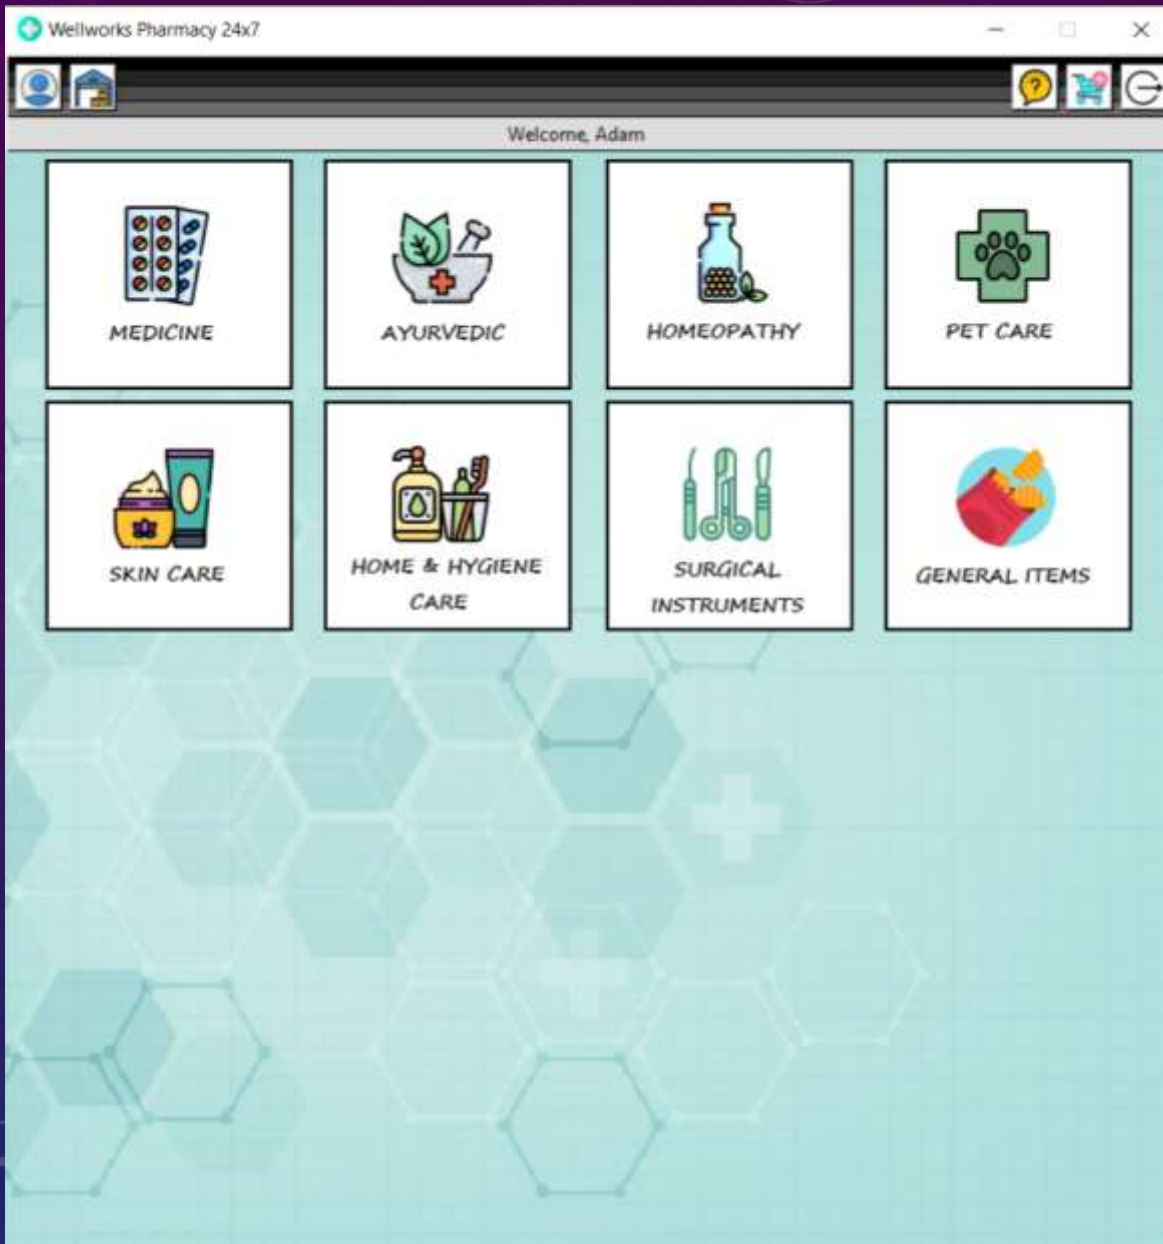 Wellworks Pharmacy 24x7
Welcome, Adam
MEDICINE
AYURVEDIC
HOMEOPATHY
PET CARE
SKIN CARE
HOME & HYGIENE
CARE
SURGICAL
INSTRUMENTS
GENERAL ITEMS